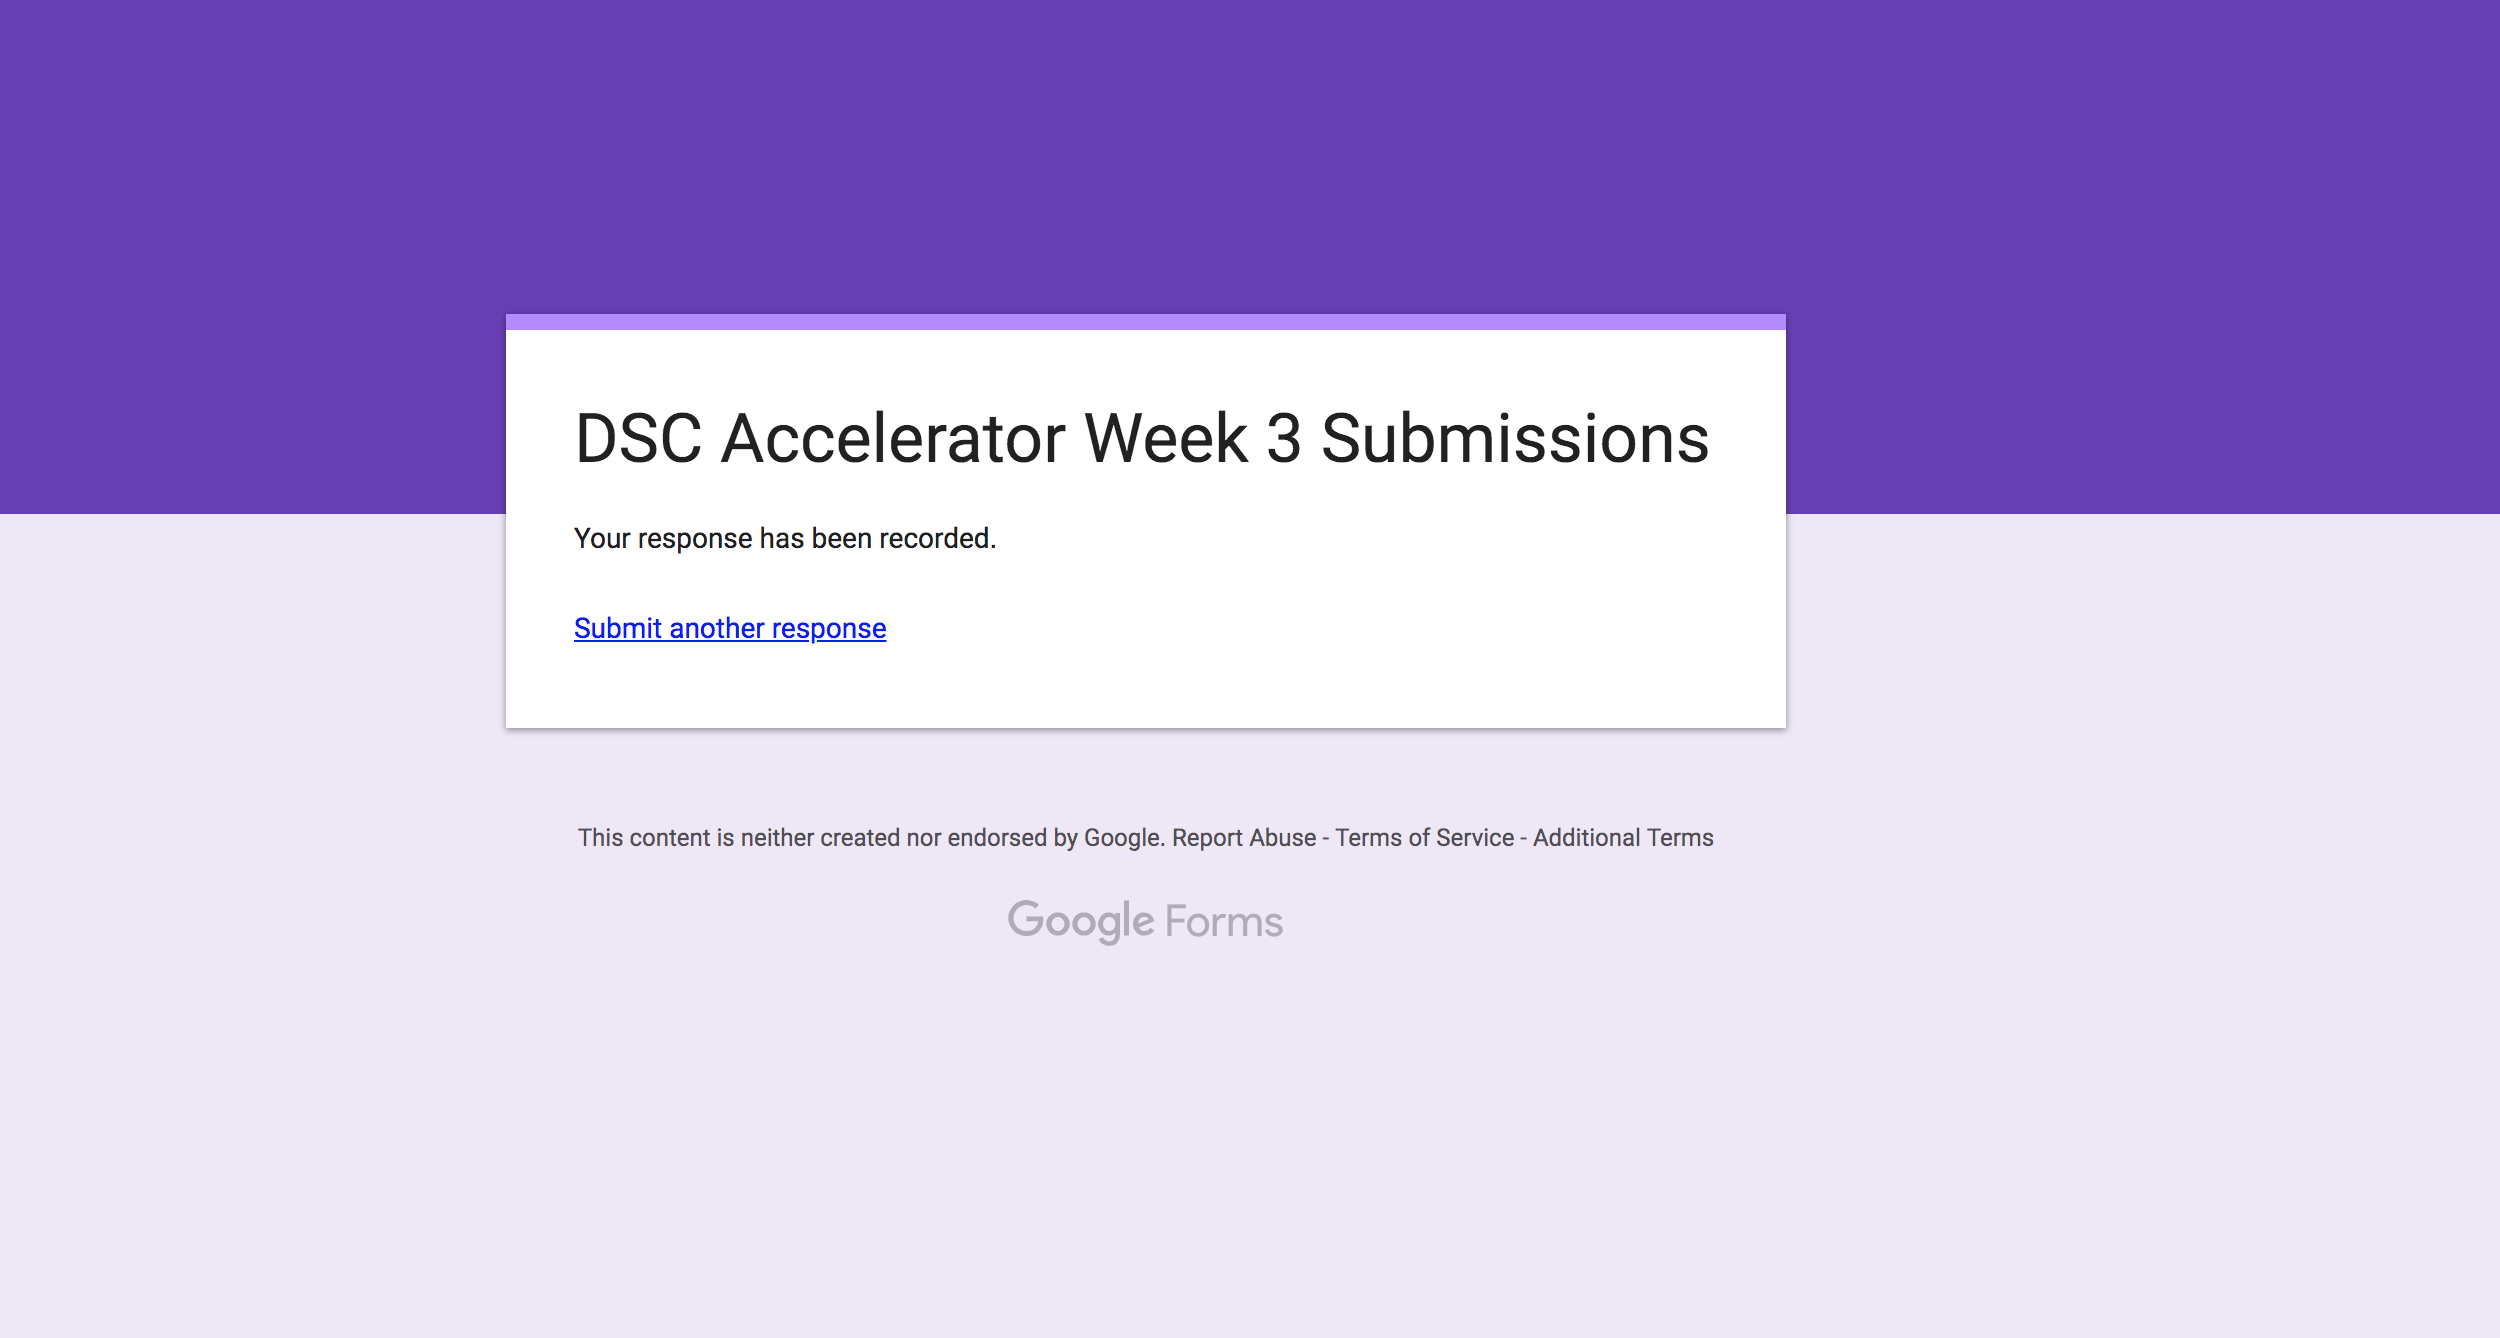 DSC Accelerator Week 3 Submissions
Your response has been recorded.
Submit another response
This content is neither created nor endorsed by Google. Report Abuse - Terms of Service - Additional Terms
Google Forms